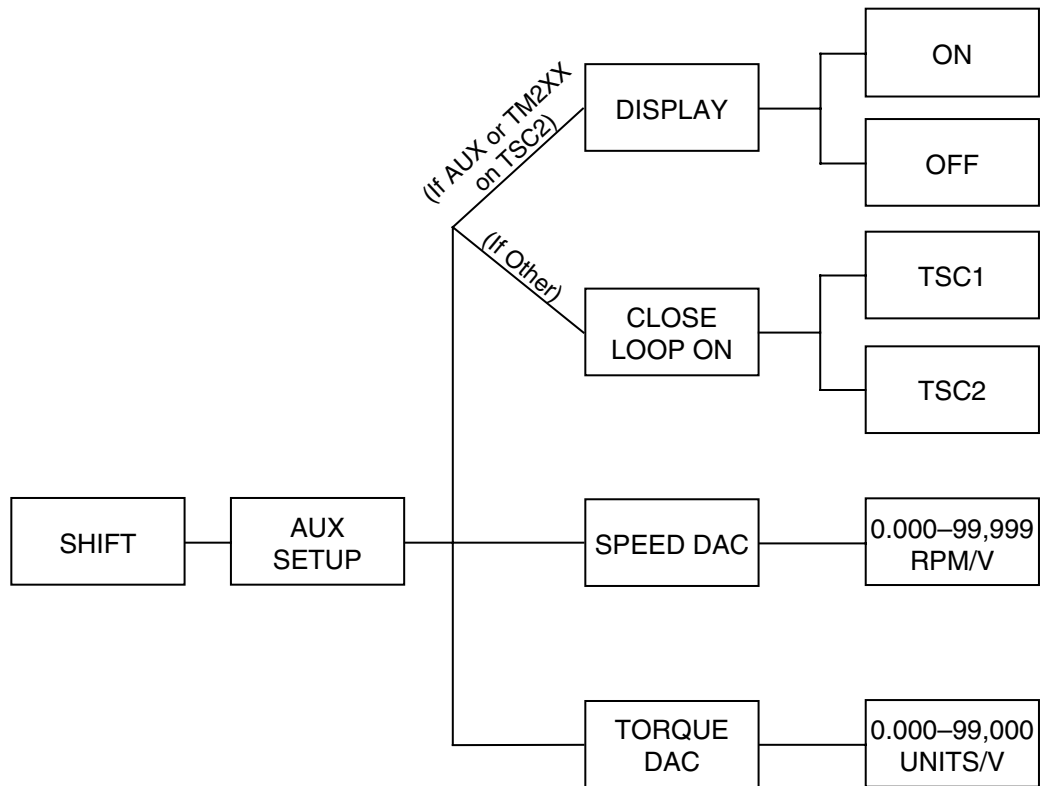 (If AUX or TM2XX
on TSC2)
DISPLAY
ON
OFF
(If Other)
CLOSE
LOOP ON
TSC1
TSC2
SHIFT
AUX
SETUP
SPEED DAC
0.000–99,999
RPM/V
TORQUE
DAC
0.000–99,000
UNITS/V